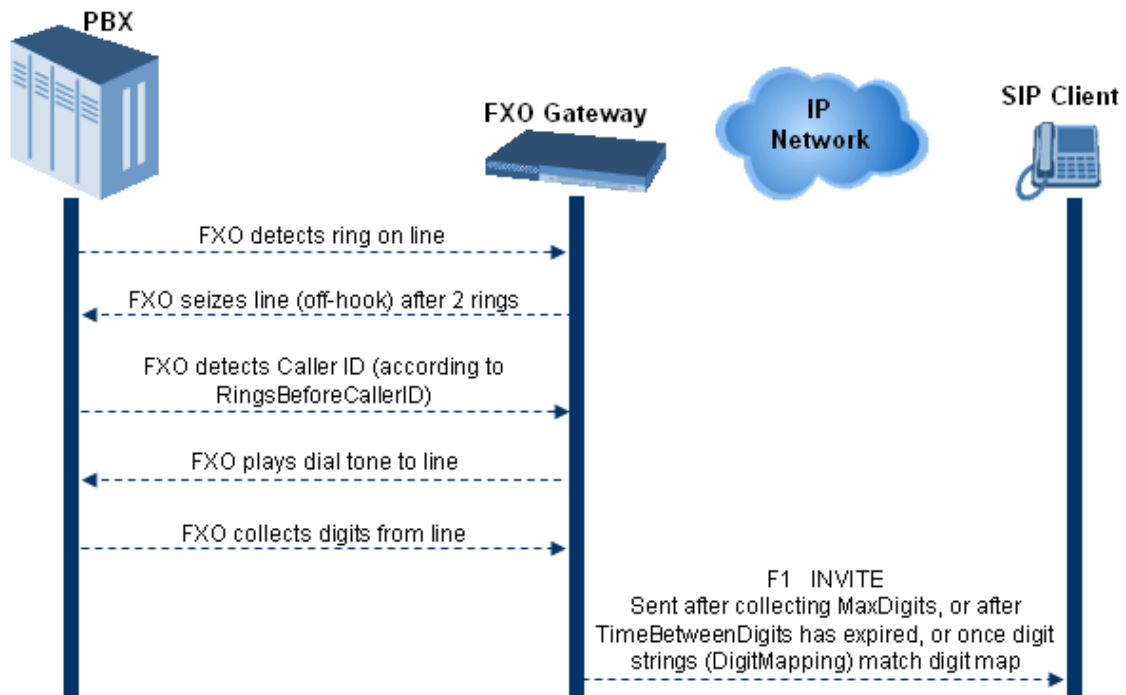 PBX
FXO Gateway
IP
Network
SIP Client
FXO detects ring on line
FXO seizes line (off-hook) after 2 rings
FXO detects Caller ID (according to
RingsBeforeCallerID)
FXO plays dial tone to line
FXO collects digits from line
F1 INVITE
Sent after collecting MaxDigits, or after
TimeBetweenDigits has expired, or once digit
strings (DigitMapping) match digit map